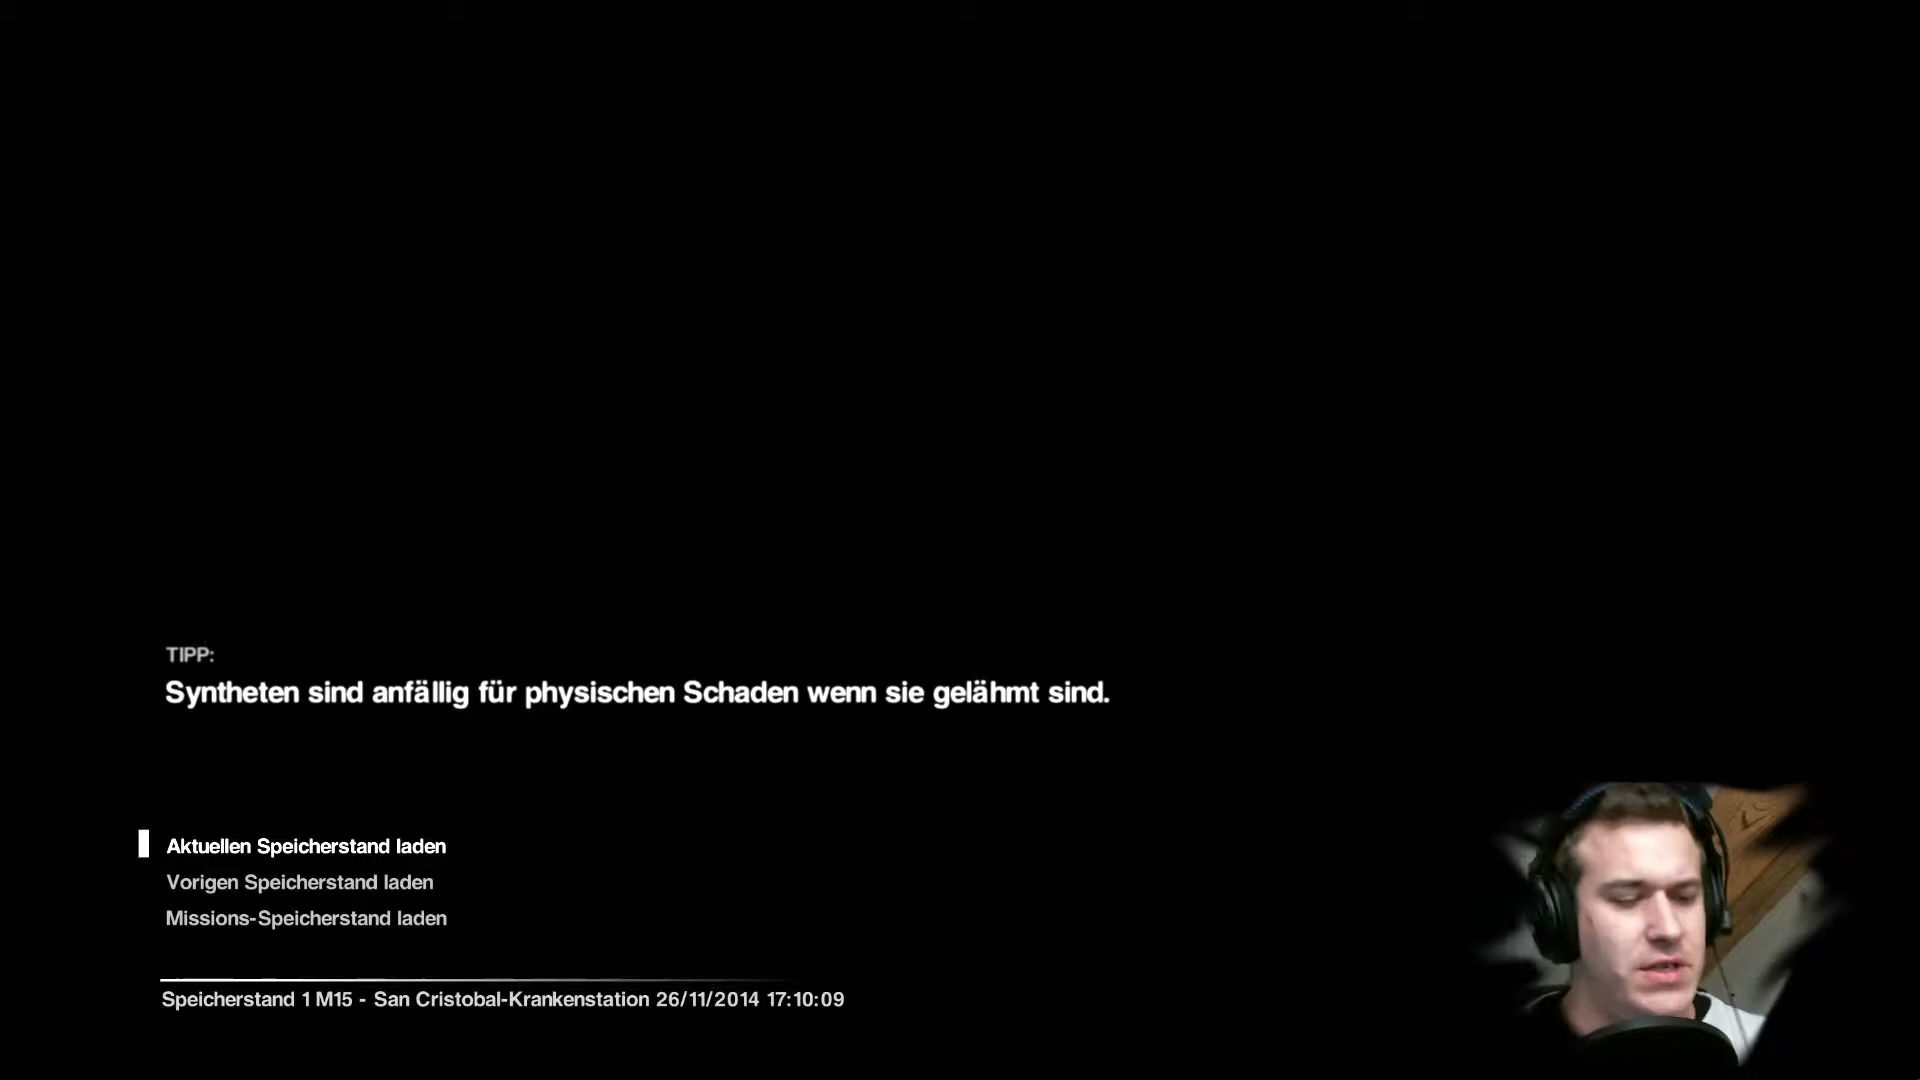 TIPP:
Syntheten sind anfällig für physischen Schaden wenn sie gelähmt sind.
Aktuellen Speicherstand laden
Vorigen Speicherstand laden
Missions-Speicherstand laden
Speicherstand 1 M15 - San Cristobal-Krankenstation 26/11/2014 17:10:09